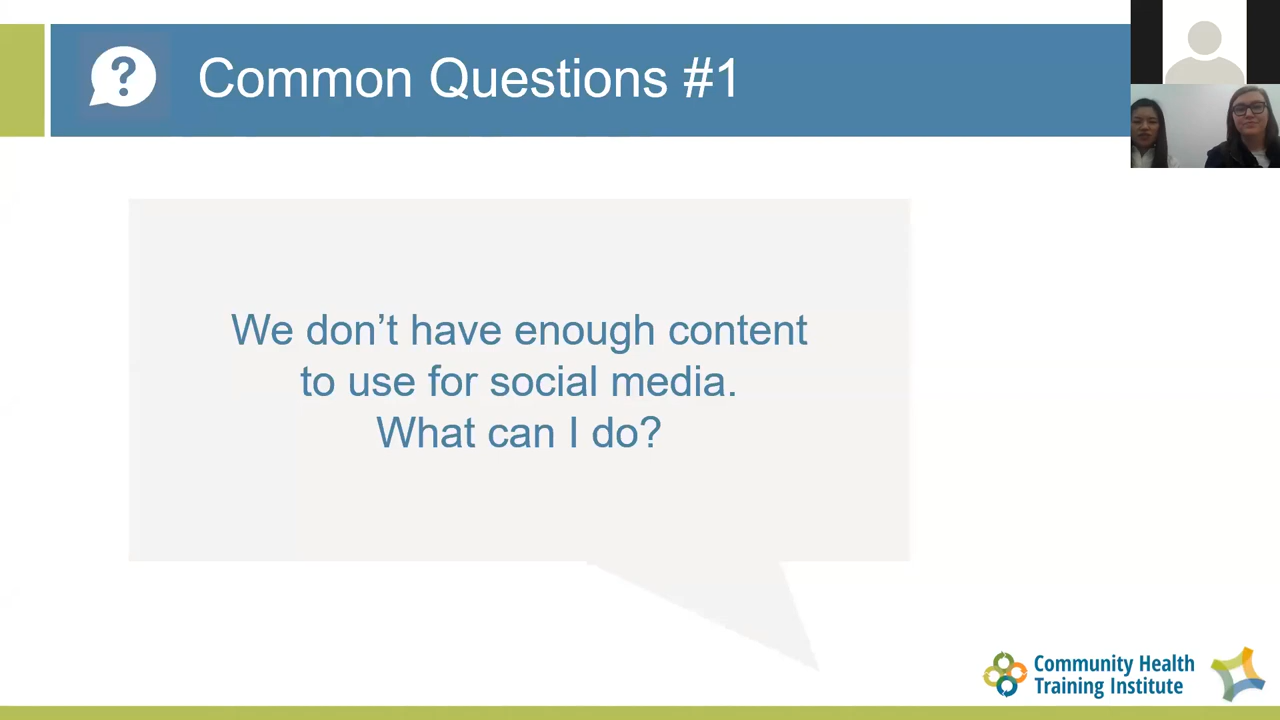 ?
Common Questions #1
We don’t have enough content
to use for social media.
What can I do?
Community Health
Training Institute